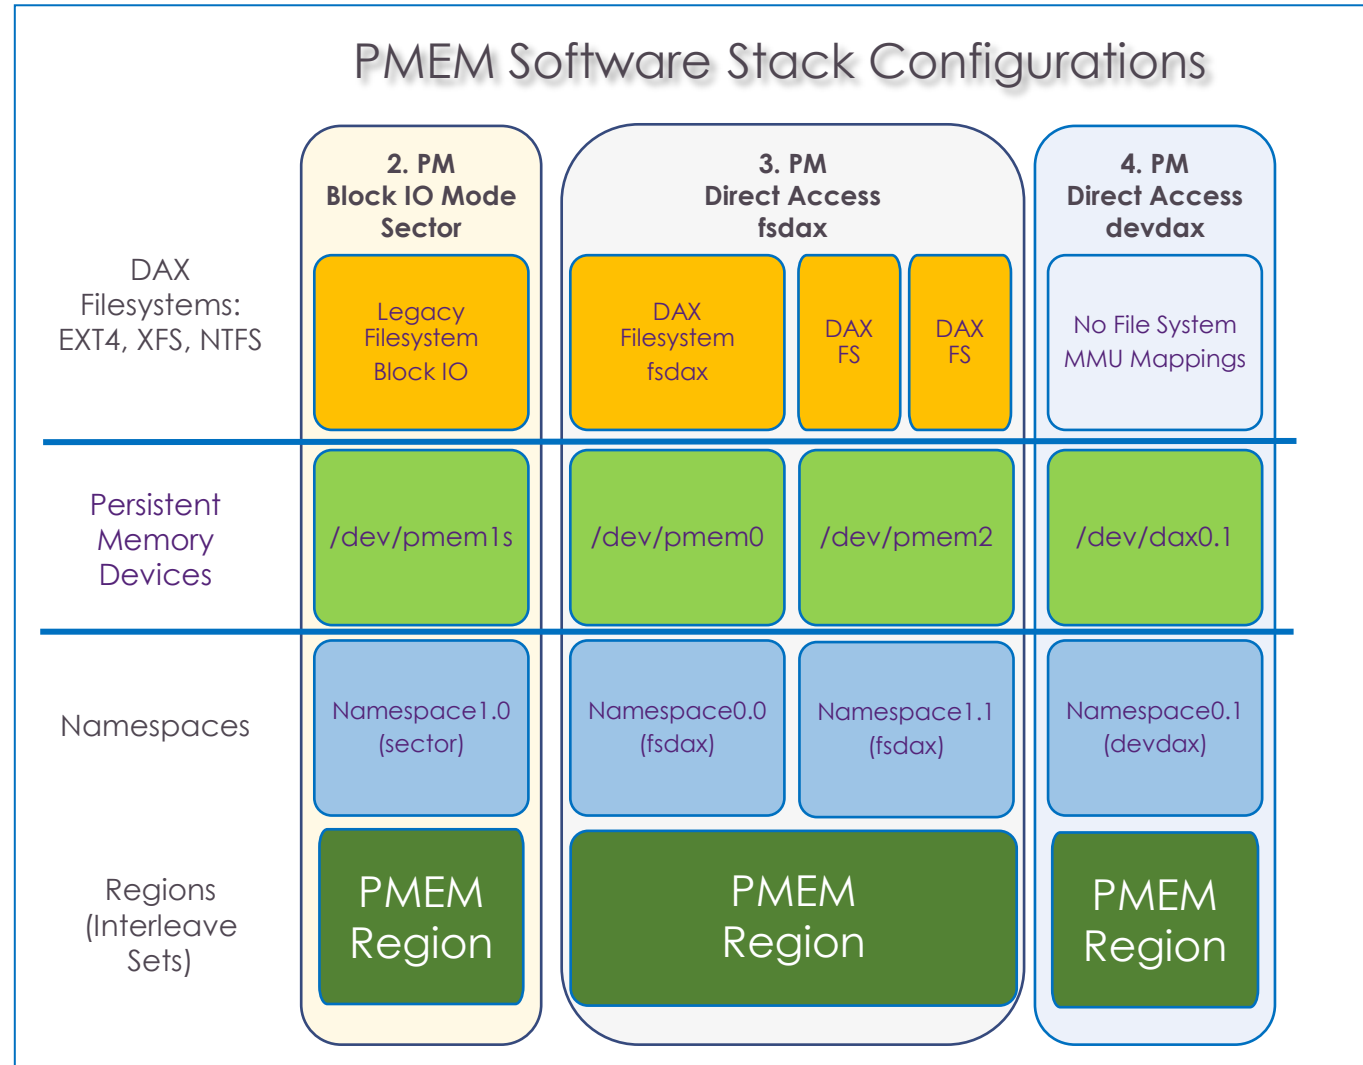 PMEM Software Stack Configurations
2. PM
Block IO Mode
Sector
3. PM
Direct Access
fsdax
4. PM
Direct Access
devdax
DAX
Filesystems:
EXT4, XFS, NTFS
Legacy
Filesystem
Block IO
DAX
Filesystem
fsdax
DAX
FS
DAX
FS
No File System
MMU Mappings
Persistent
Memory
Devices
/dev/pmem1s
/dev/pmem0
/dev/pmem2
/dev/dax0.1
Namespaces
Namespace1.0
(sector)
Namespace0.0
(fsdax)
Namespace1.1
(fsdax)
Namespace0.1
(devdax)
Regions
(Interleave
Sets)
PMEM
Region
PMEM
Region
PMEM
Region